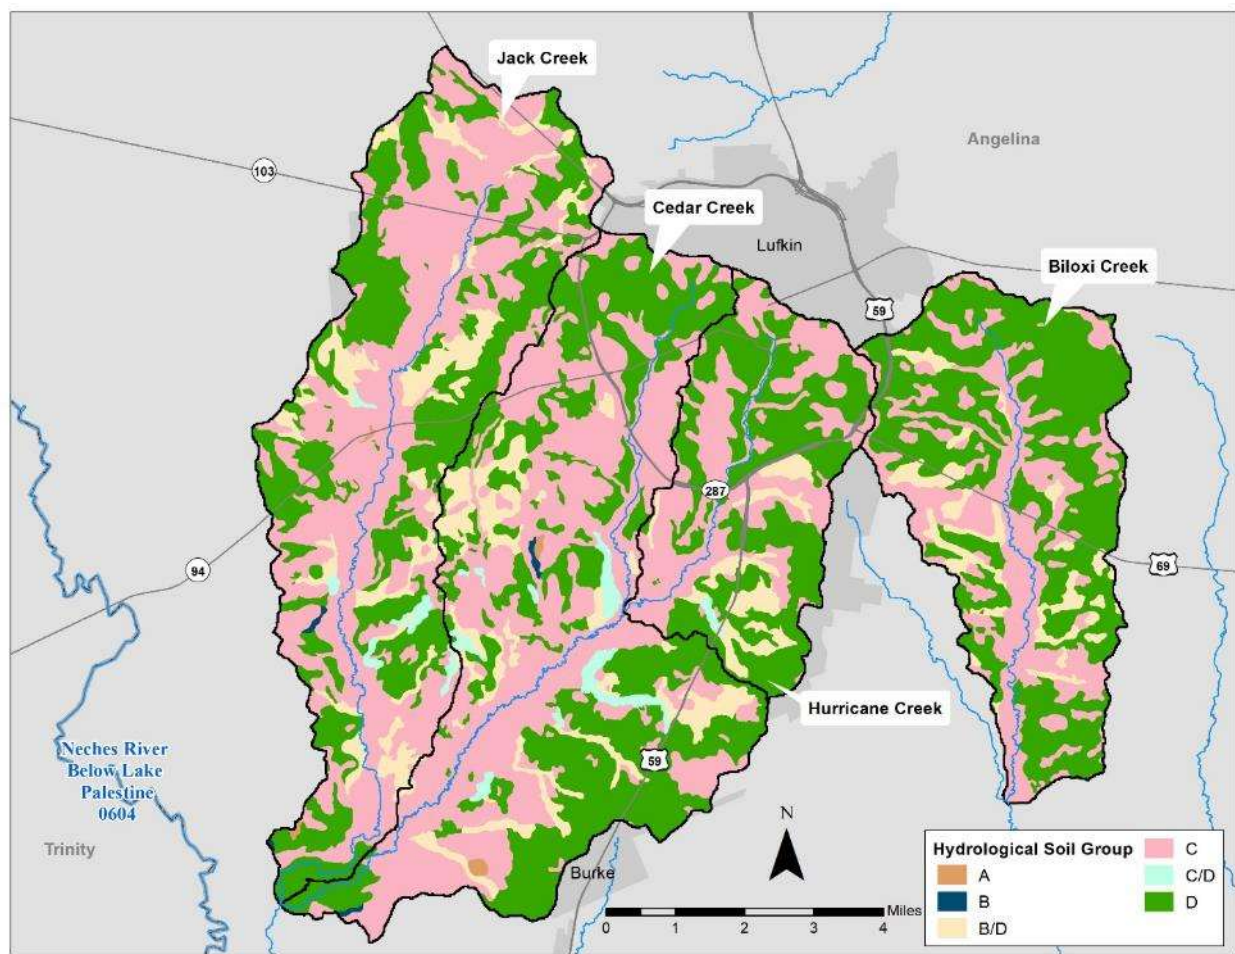 Jack Creek
Angelina
103
Cedar Creek
Lufkin
Biloxi Creek
59
287
94
69
Hurricane Creek
Neches River
Below Lake
Palestine
0604
59
Trinity
Burke
N
Miles
0 1 2 3 4
Hydrological Soil Group
A
B
B/D
C
C/D
D